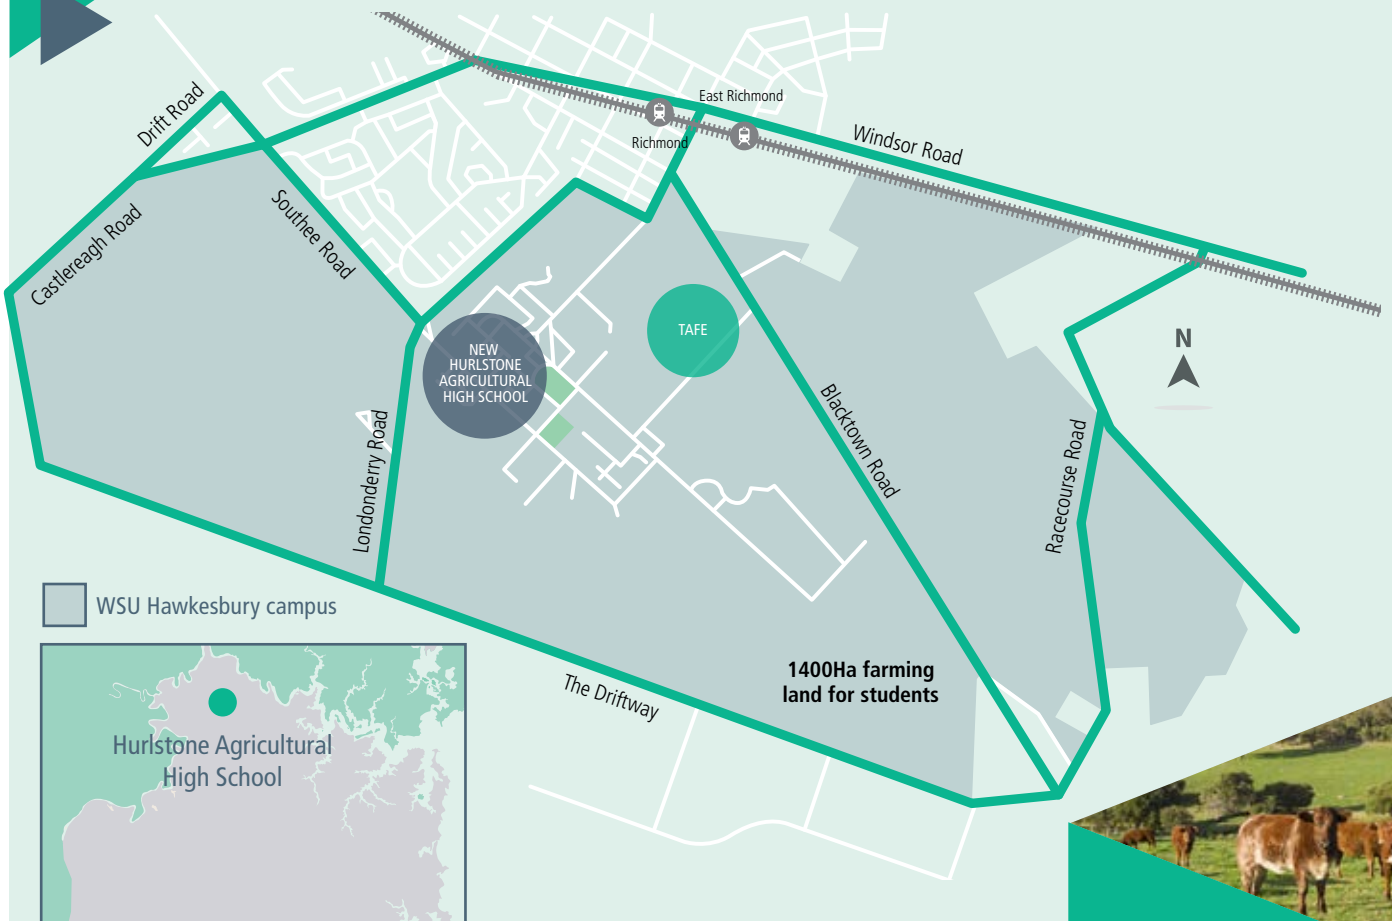 East Richmond
Drift Road
Richmond
Windsor Road
Southee Road
Castlereagh Road
NEW
HURLSTONE
AGRICULTURAL
HIGH SCHOOL
TAFE
N
Blacktown Road
Londonderry Road
Racecourse Road
WSU Hawkesbury campus
1400Ha farming
land for students
The Driftway
Hurlstone Agricultural
High School